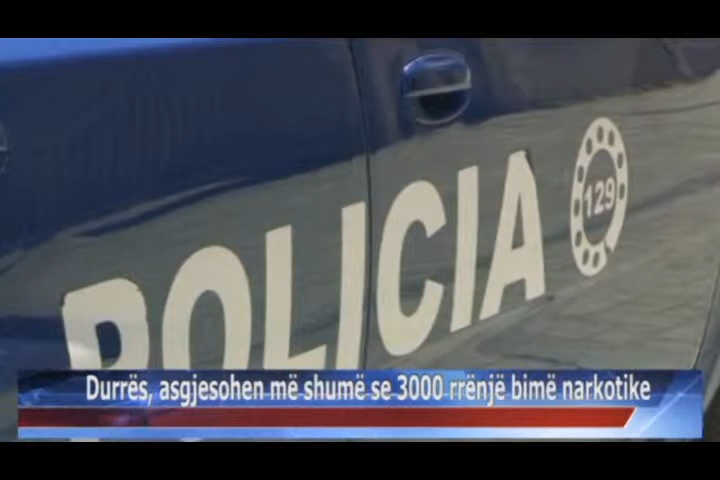 POLICIA
129
Durrës, asgjesohen më shumë se 3000 rrënjë bimë narkotike